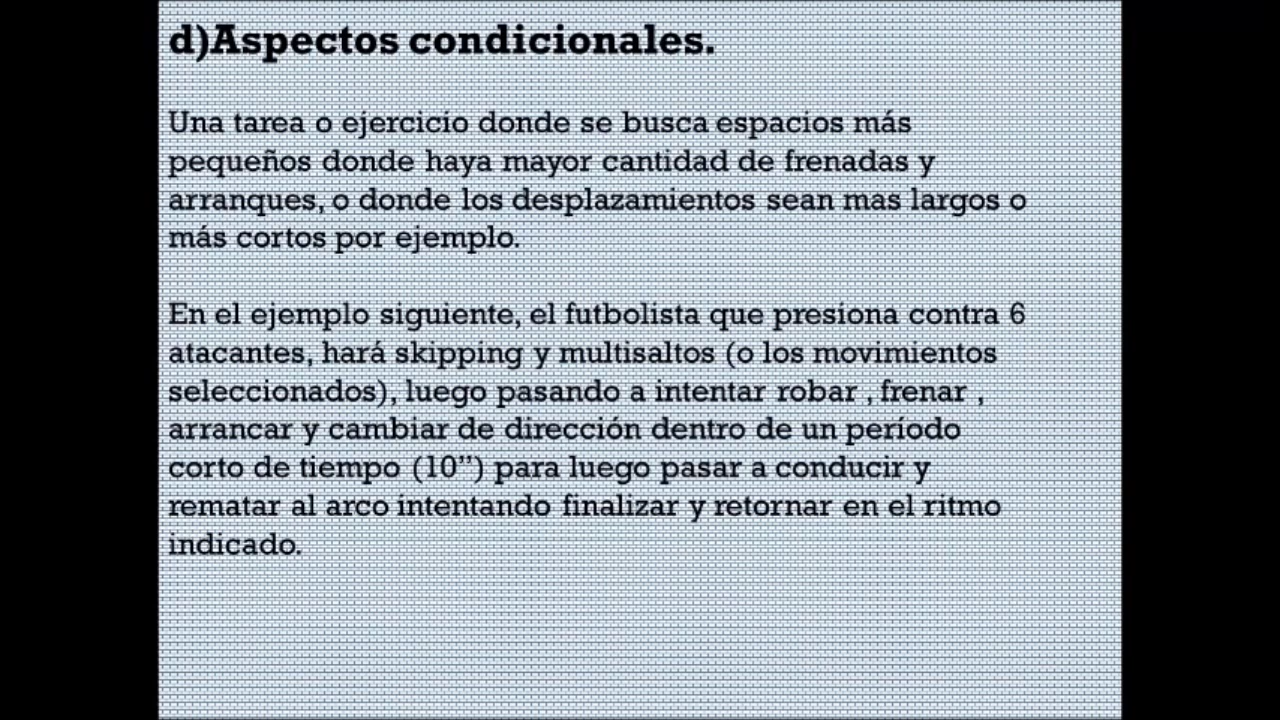 d)Aspectos condicionales.
Una tarea o ejercicio donde se busca espacios más
pequeños donde haya mayor cantidad de frenadas y
arranques, o donde los desplazamientos sean mas largos o
más cortos por ejemplo.
En el ejemplo siguiente, el futbolista que presiona contra 6
atacantes, hará skipping y multisaltos (o los movimientos
seleccionados), luego pasando a intentar robar , frenar ,
arrancar y cambiar de dirección dentro de un período
corto de tiempo (10”) para luego pasar a conducir y
rematar al arco intentando finalizar y retornar en el ritmo
indicado.